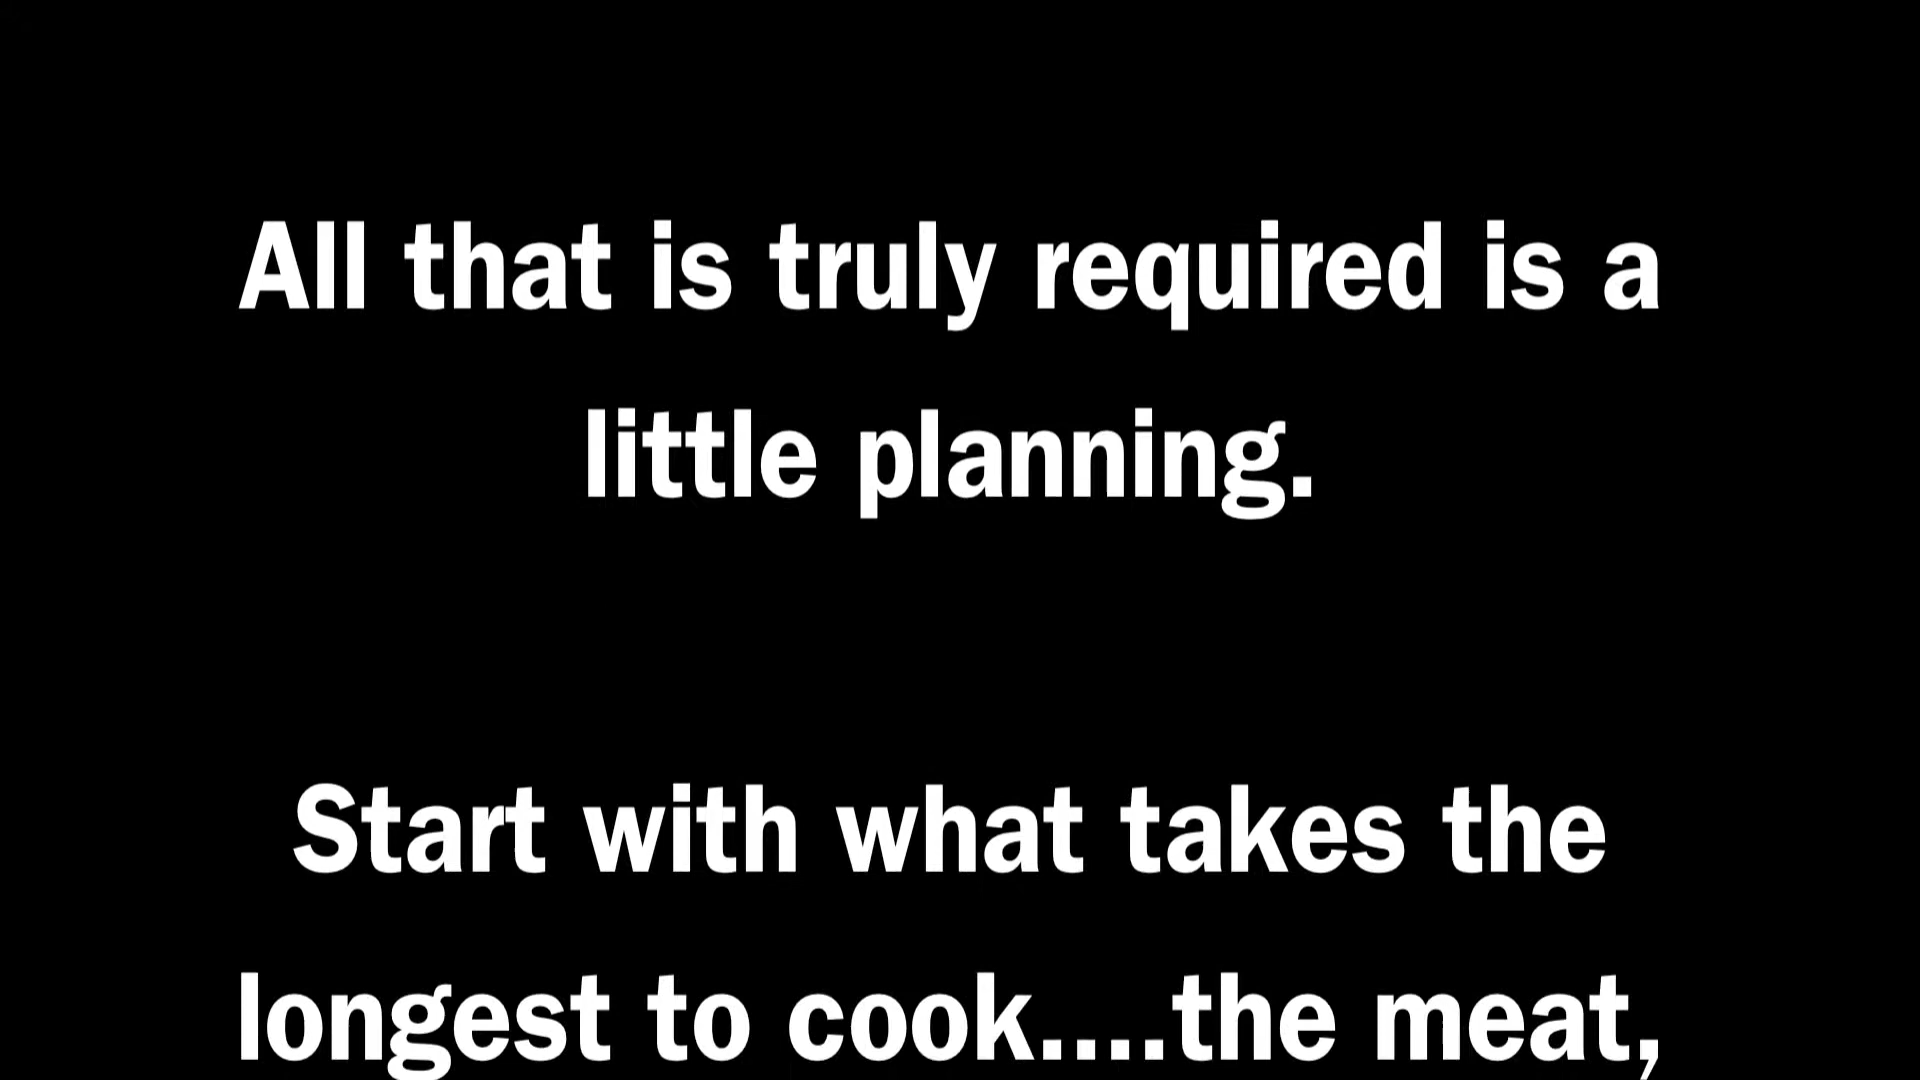 All that is truly required is a
little planning.
Start with what takes the
longest to cook....the meat,